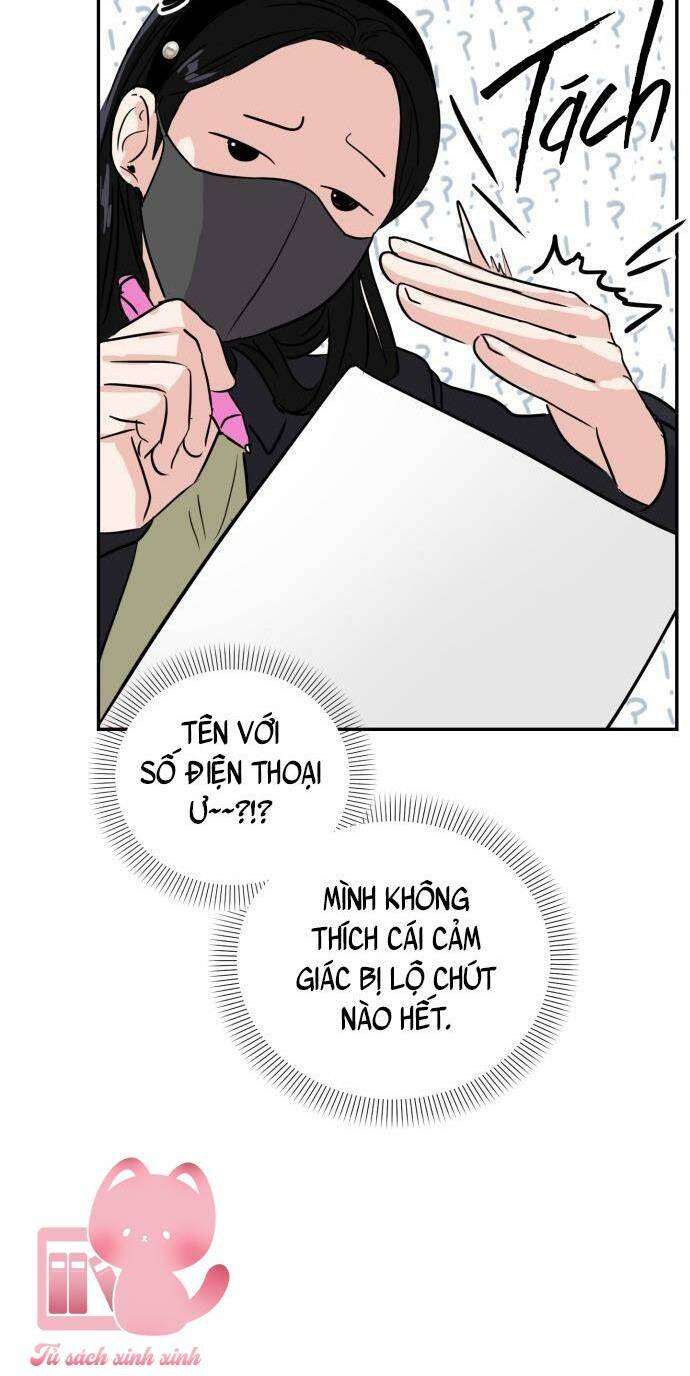 Tách
TÊN VỚI
SỐ ĐIỆN THOẠI
Ư~~?!?
MÌNH KHÔNG
THÍCH CÁI CẢM
GIÁC BỊ LỘ CHÚT
NÀO HẾT.
Tủ sách xinh xinh